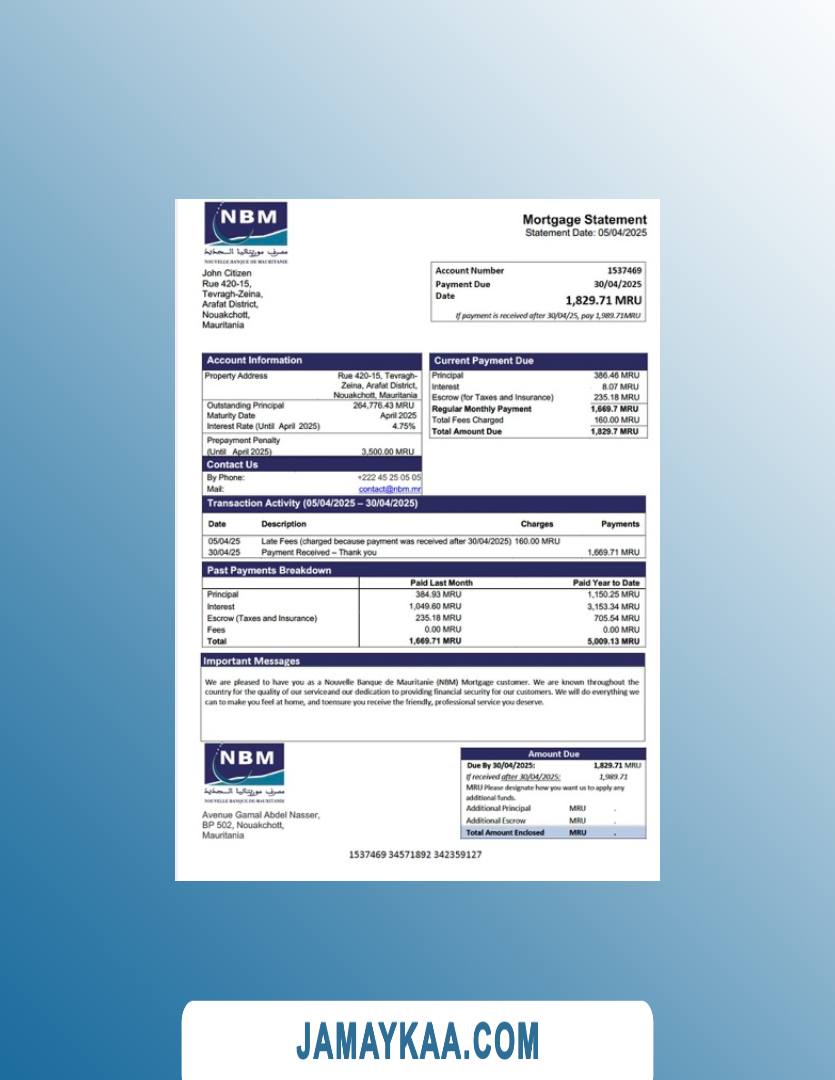 NBM
مصرف موريتانيا الجديد
NOUVELLE BANQUE DE MAURITANIE
Mortgage Statement
Statement Date: 05/04/2025
John Citizen
Rue 420-15,
Tevragh-Zeina,
Arafat District,
Nouakchott,
Mauritania
Account Number 1537469
Payment Due 30/04/2025
Date 1,829.71 MRU
If payment is received after 30/04/25, pay 1,989.71MRU
Account Information
Property Address Rue 420-15, Tevragh-
Zeina, Arafat District,
Nouakchott, Mauritania
Outstanding Principal 264,776.43 MRU
Maturity Date April 2025
Interest Rate (Until April 2025) 4.75%
Prepayment Penalty
(Until April 2025) 3,500.00 MRU
Contact Us
By Phone: +222 45 25 05 05
Mail: contact@nbm.mr
Current Payment Due
Principal 386.46 MRU
Interest 8.07 MRU
Escrow (for Taxes and Insurance) 235.18 MRU
Regular Monthly Payment 1,669.7 MRU
Total Fees Charged 160.00 MRU
Total Amount Due 1,829.7 MRU
Transaction Activity (05/04/2025 – 30/04/2025)
Date Description Charges Payments
05/04/25 Late Fees (charged because payment was received after 30/04/2025) 160.00 MRU
30/04/25 Payment Received – Thank you 1,669.71 MRU
Past Payments Breakdown
Paid Last Month Paid Year to Date
Principal 384.93 MRU 1,150.25 MRU
Interest 1,049.60 MRU 3,153.34 MRU
Escrow (Taxes and Insurance) 235.18 MRU 705.54 MRU
Fees 0.00 MRU 0.00 MRU
Total 1,669.71 MRU 5,009.13 MRU
Important Messages
We are pleased to have you as a Nouvelle Banque de Mauritanie (NBM) Mortgage customer. We are known throughout the
country for the quality of our serviceand our dedication to providing financial security for our customers. We will do everything we
can to make you feel at home, and toensure you receive the friendly, professional service you deserve.
NBM
مصرف موريتانيا الجديد
NOUVELLE BANQUE DE MAURITANIE
Avenue Gamal Abdel Nasser,
BP 502, Nouakchott,
Mauritania
Amount Due
Due By 30/04/2025: 1,829.71 MRU
If received after 30/04/2025: 1,989.71
MRU Please designate how you want us to apply any
additional funds.
Additional Principal MRU .
Additional Escrow MRU .
Total Amount Enclosed MRU .
1537469 34571892 342359127
JAMAYKAA.COM